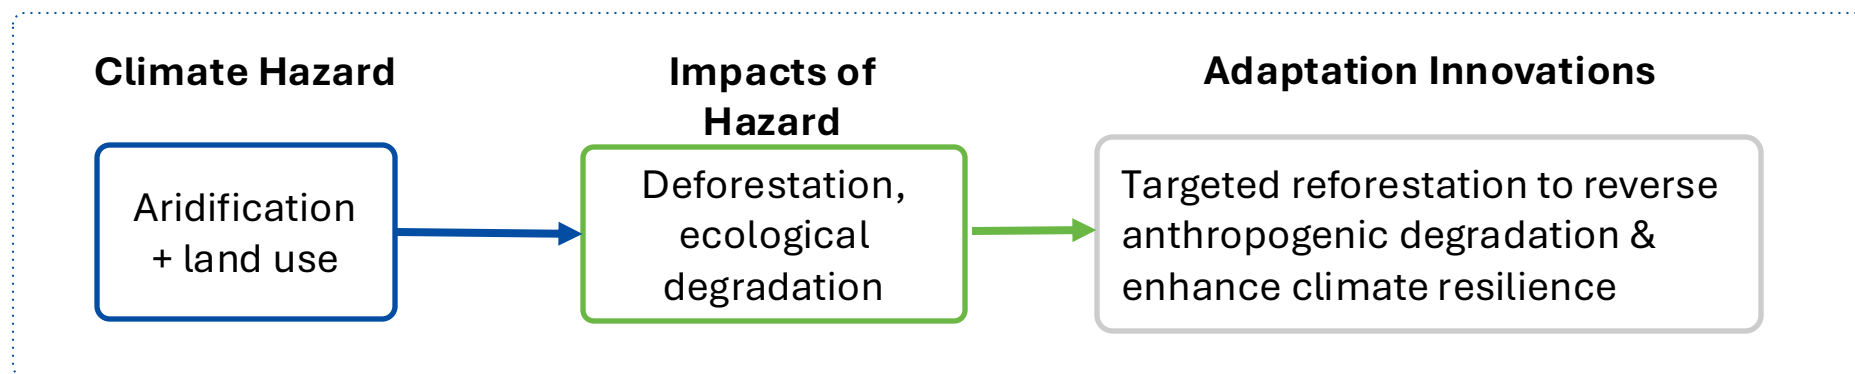 Climate Hazard
Impacts of
Hazard
Adaptation Innovations
Aridification
+ land use
Deforestation,
ecological
degradation
Targeted reforestation to reverse
anthropogenic degradation &
enhance climate resilience